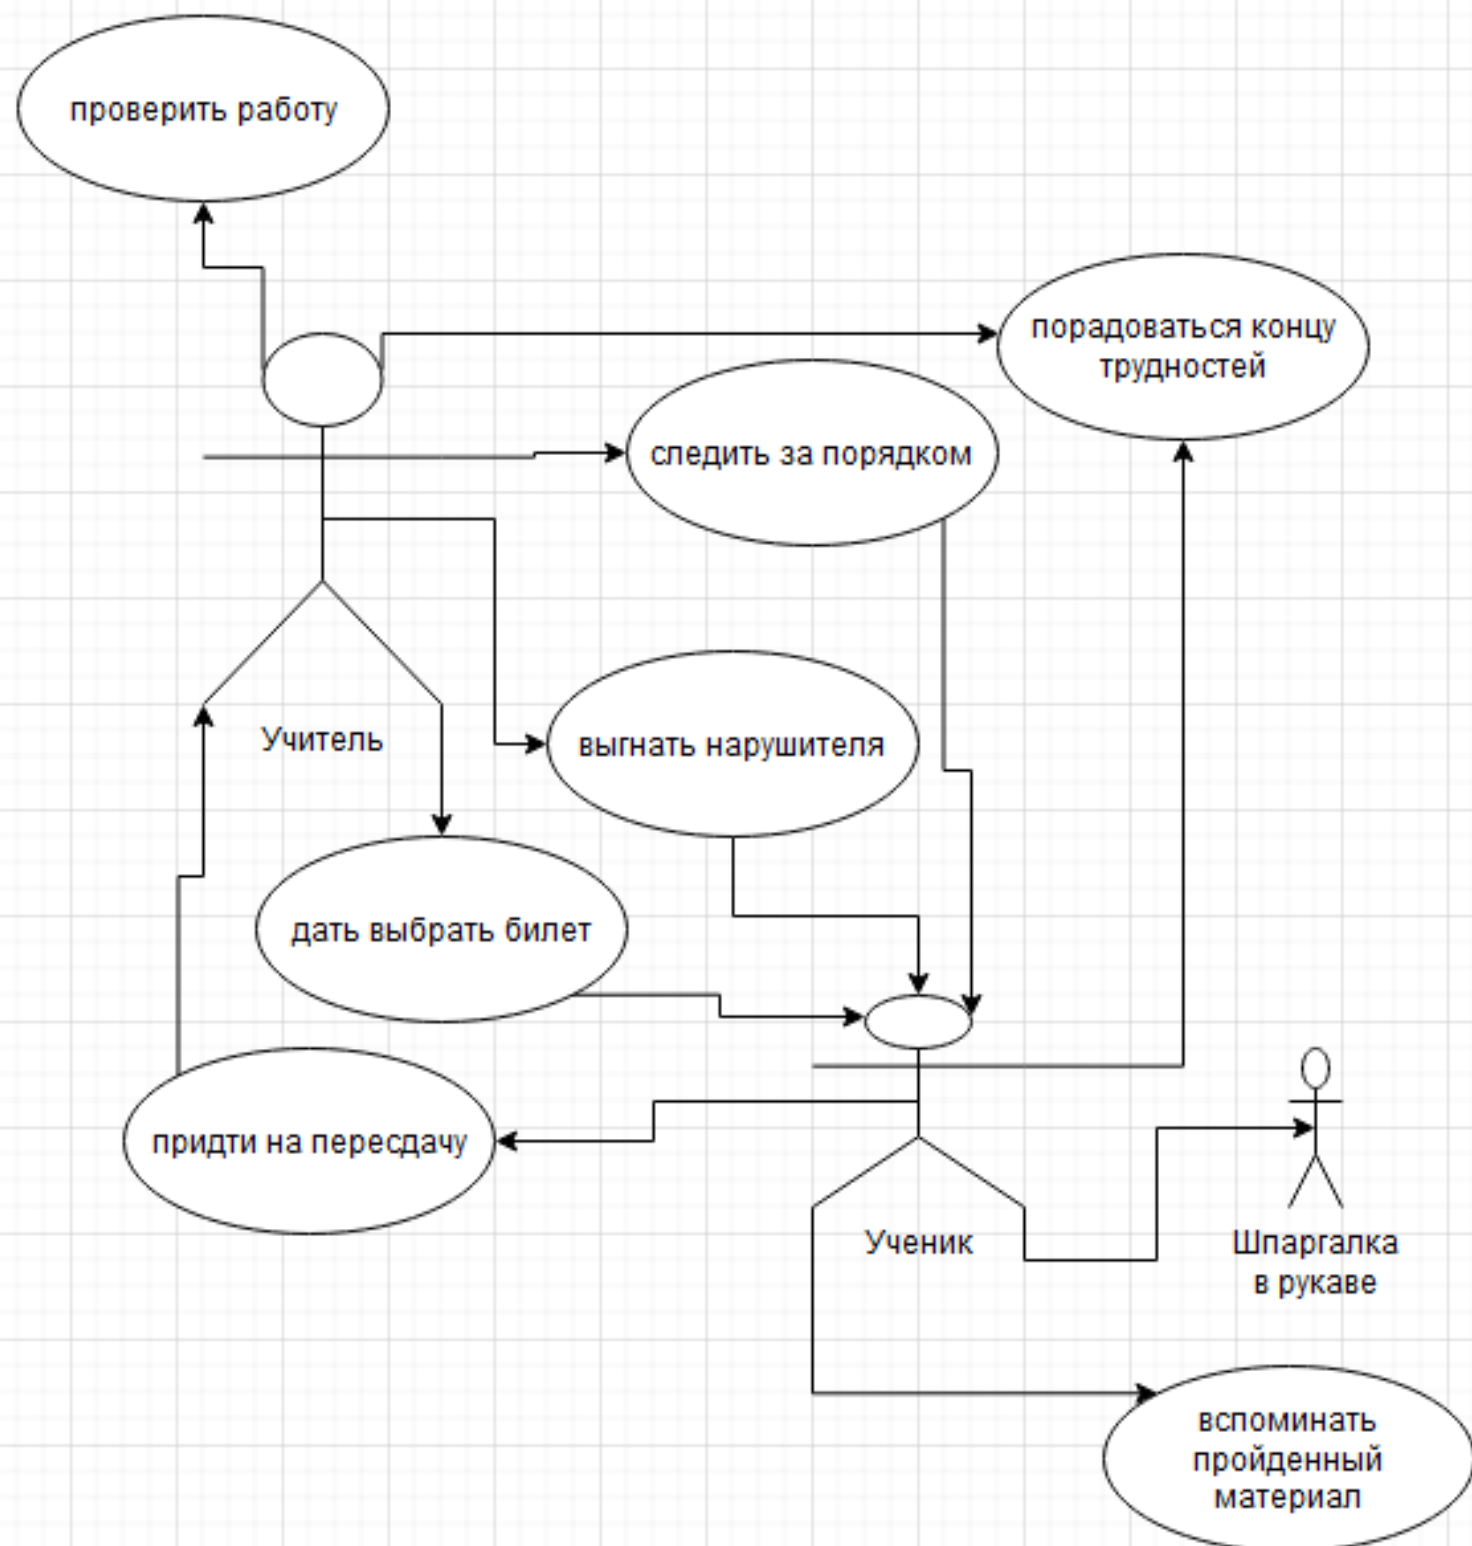 проверить работу
порадоваться концу
трудностей
следить за порядком
Учитель
выгнать нарушителя
дать выбрать билет
придти на пересдачу
Ученик
Шпаргалка
в рукаве
вспоминать
пройденный
материал